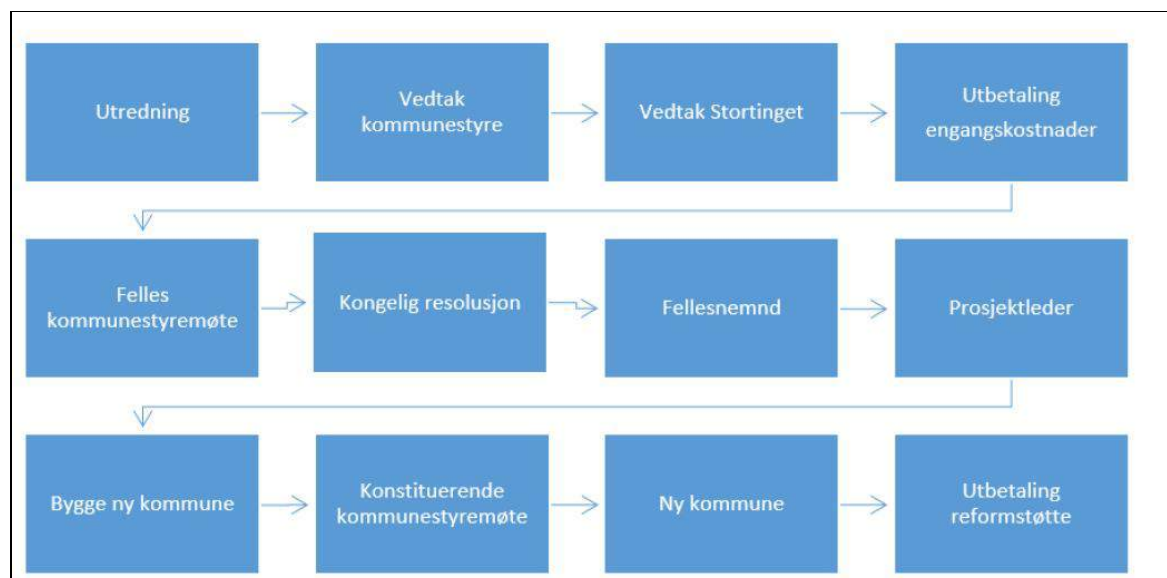 Utredning
Vedtak
kommunestyre
Vedtak Stortinget
Utbetaling
engangskostnader
Felles
kommunestyremøte
Kongelig resolusjon
Fellesnemnd
Prosjektleder
Bygge ny kommune
Konstituerende
kommunestyremøte
Ny kommune
Utbetaling
reformstøtte